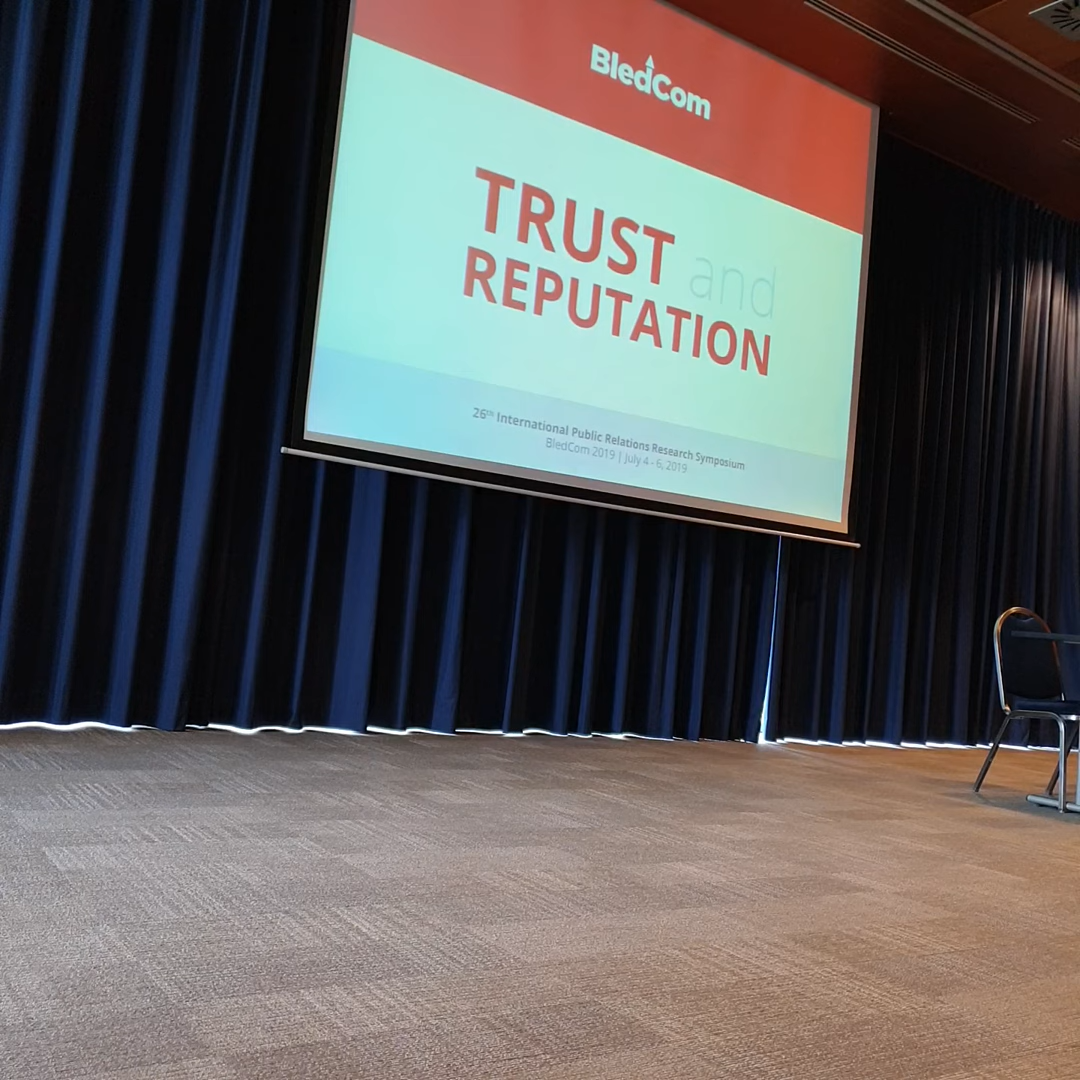 BledCom
TRUST and
REPUTATION
26th International Public Relations Research Symposium
BledCom 2019 | July 4 - 6, 2019